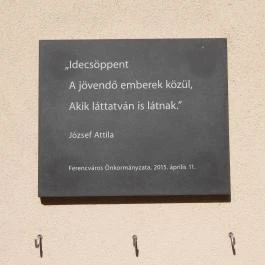 „Idecsöppent
A jövendő emberek közül,
Akik láttatván is látnak.”
József Attila
Ferencváros Önkormányzata, 2015. április 11.